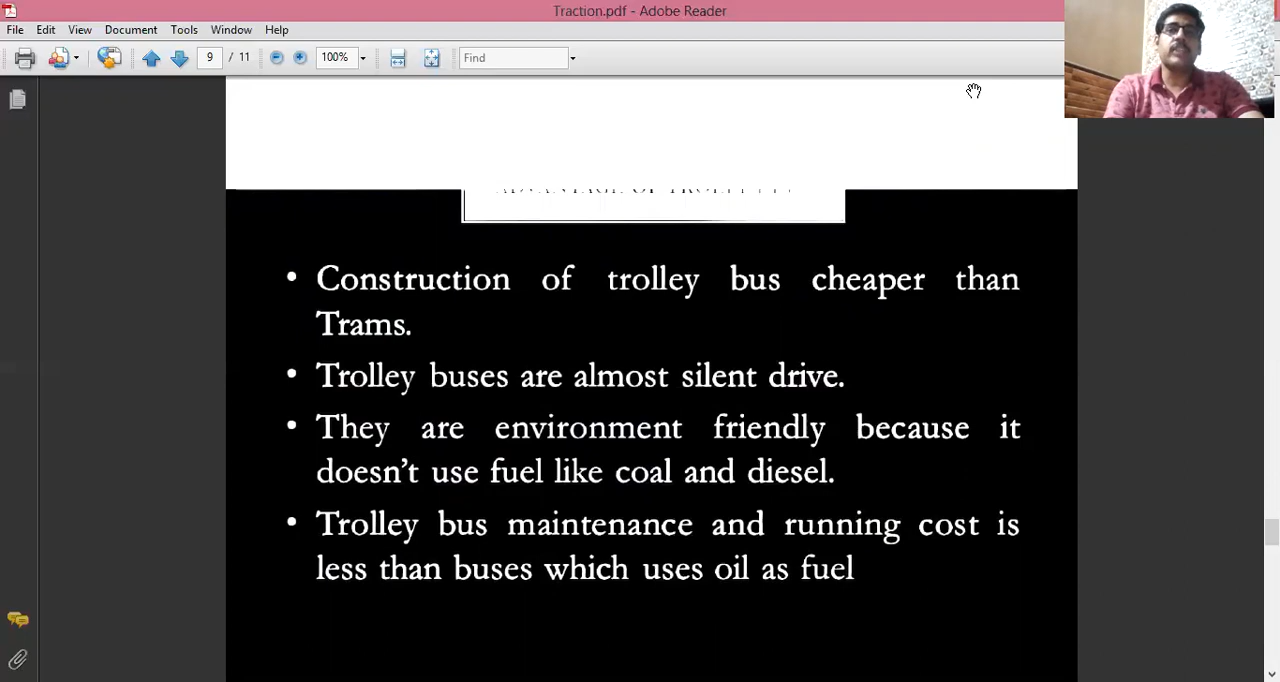 Traction.pdf - Adobe Reader
File Edit View Document Tools Window Help
9 / 11 100% Find
• Construction of trolley bus cheaper than
Trams.
• Trolley buses are almost silent drive.
• They are environment friendly because it
doesn't use fuel like coal and diesel.
• Trolley bus maintenance and running cost is
less than buses which uses oil as fuel